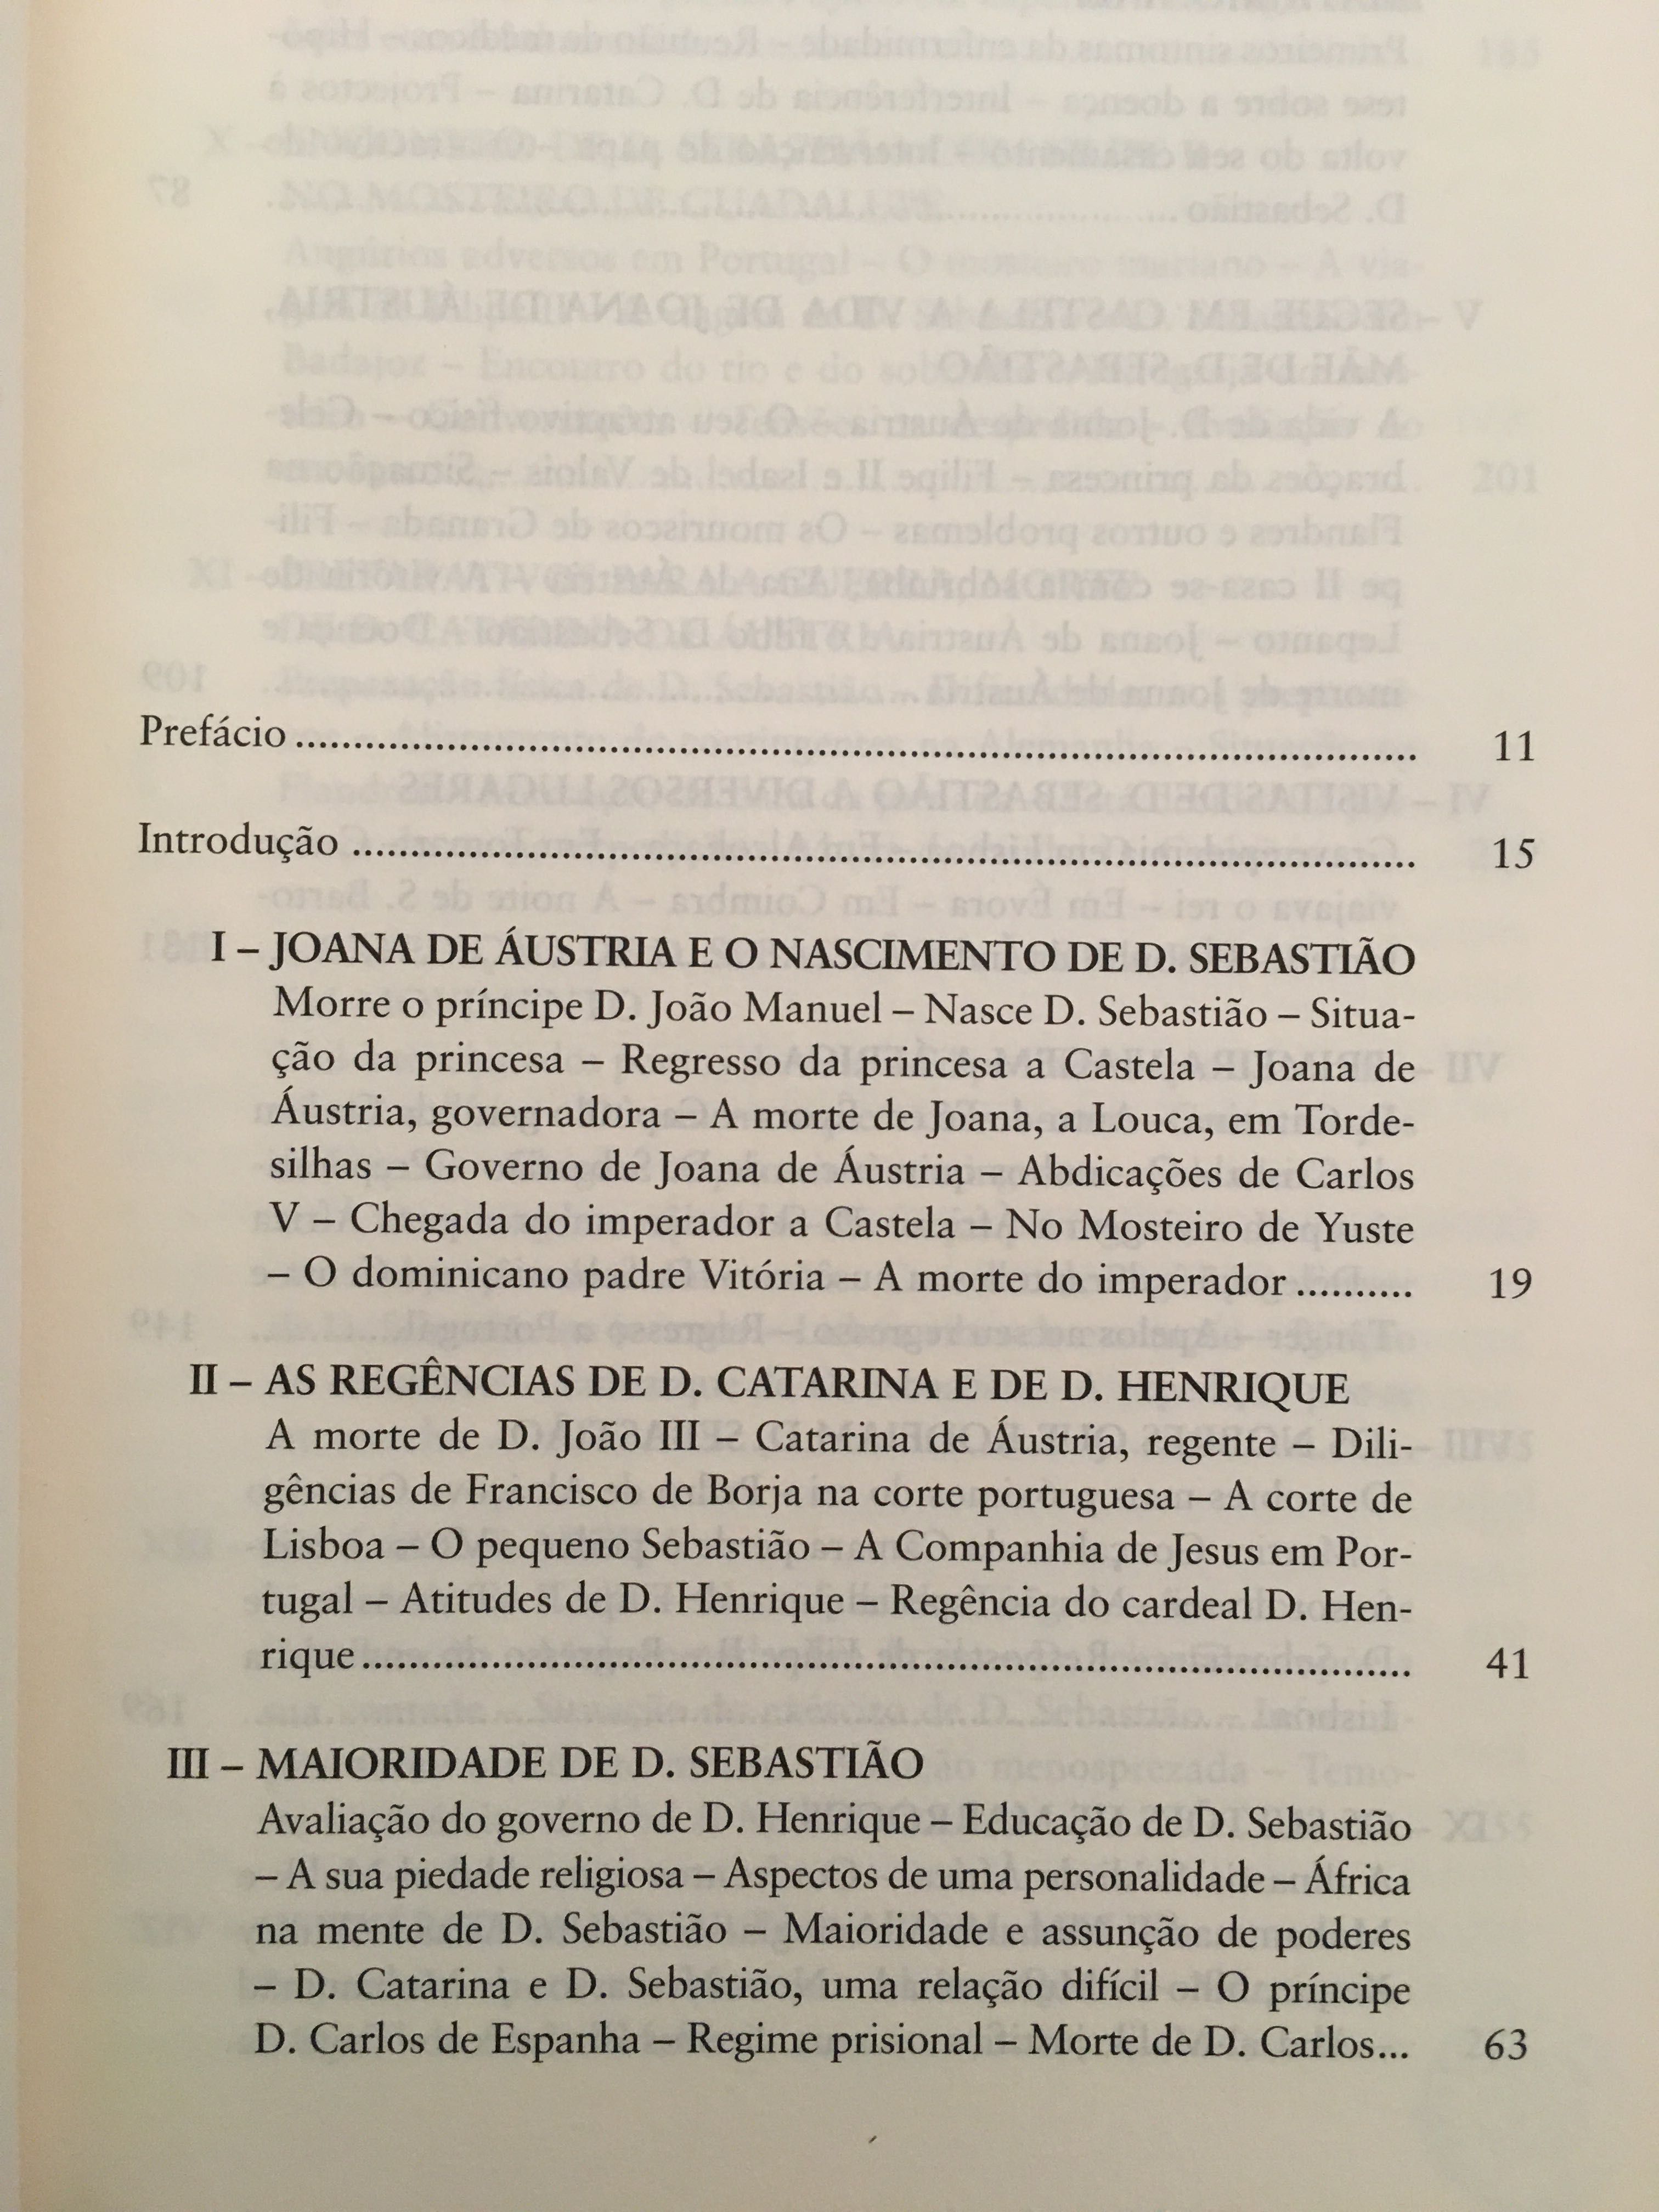 Prefácio ........................................................................ 11
Introdução ........................................................................ 15
I – JOANA DE ÁUSTRIA E O NASCIMENTO DE D. SEBASTIÃO
Morre o príncipe D. João Manuel – Nasce D. Sebastião – Situa-
ção da princesa – Regresso da princesa a Castela – Joana de
Áustria, governadora – A morte de Joana, a Louca, em Torde-
silhas – Governo de Joana de Áustria – Abdicações de Carlos
V – Chegada do imperador a Castela – No Mosteiro de Yuste
– O dominicano padre Vitória – A morte do imperador .......... 19
II – AS REGÊNCIAS DE D. CATARINA E DE D. HENRIQUE
A morte de D. João III – Catarina de Áustria, regente – Dili-
gências de Francisco de Borja na corte portuguesa – A corte de
Lisboa – O pequeno Sebastião – A Companhia de Jesus em Por-
tugal – Atitudes de D. Henrique – Regência do cardeal D. Hen-
rique ........................................................................ 41
III – MAIORIDADE DE D. SEBASTIÃO
Avaliação do governo de D. Henrique – Educação de D. Sebastião
– A sua piedade religiosa – Aspectos de uma personalidade – África
na mente de D. Sebastião – Maioridade e assunção de poderes
– D. Catarina e D. Sebastião, uma relação difícil – O príncipe
D. Carlos de Espanha – Regime prisional – Morte de D. Carlos... 63